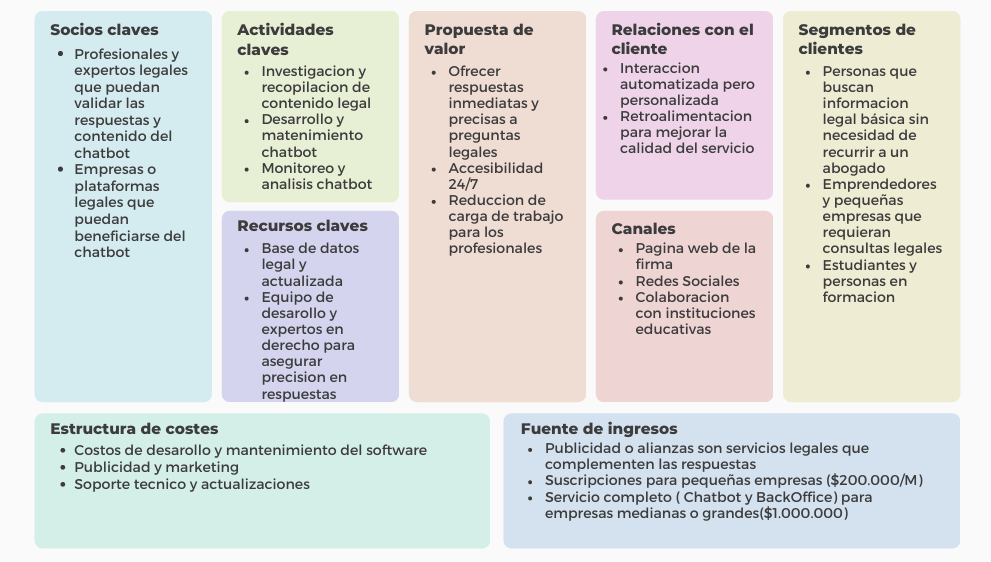 Socios claves
• Profesionales y
expertos legales
que puedan
validar las
respuestas y
contenido del
chatbot
• Empresas o
plataformas
legales que
puedan
beneficiarse del
chatbot
Actividades
claves
• Investigacion y
recopilacion de
contenido legal
• Desarrollo y
matenimiento
chatbot
• Monitoreo y
analisis chatbot
Recursos claves
• Base de datos
legal y
actualizada
• Equipo de
desarollo y
expertos en
derecho para
asegurar
precision en
respuestas
Propuesta de
valor
• Ofrecer
respuestas
inmediatas y
precisas a
preguntas
legales
• Accesibilidad
24/7
• Reduccion de
carga de trabajo
para los
profesionales
Relaciones con el
cliente
• Interaccion
automatizada pero
personalizada
• Retroalimentacion
para mejorar la
calidad del servicio
Canales
• Pagina web de la
firma
• Redes Sociales
• Colaboracion
con instituciones
educativas
Segmentos de
clientes
• Personas que
buscan
informacion
legal básica sin
necesidad de
recurrir a un
abogado
• Emprendedores
y pequeñas
empresas que
requieran
consultas legales
• Estudiantes y
personas en
formacion
Estructura de costes
• Costos de desarollo y mantenimiento del software
• Publicidad y marketing
• Soporte tecnico y actualizaciones
Fuente de ingresos
• Publicidad o alianzas son servicios legales que
complementen las respuestas
• Suscripciones para pequeñas empresas ($200.000/M)
• Servicio completo ( Chatbot y BackOffice) para
empresas medianas o grandes($1.000.000)